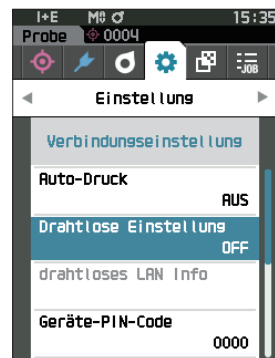 I+E M0 15:35
Probe 0004
JOB
Einstellung
Verbindungseinstellung
Auto-Druck
AUS
Drahtlose Einstellung
OFF
drahtloses LAN Info
Geräte-PIN-Code
0000